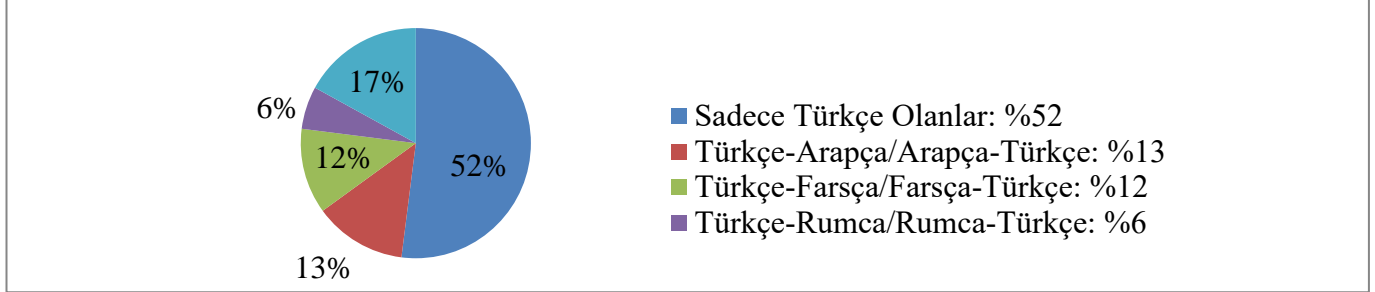 17%
6%
12%
52%
13%
Sadece Türkçe Olanlar: %52
Türkçe-Arapça/Arapça-Türkçe: %13
Türkçe-Farsça/Farsça-Türkçe: %12
Türkçe-Rumca/Rumca-Türkçe: %6